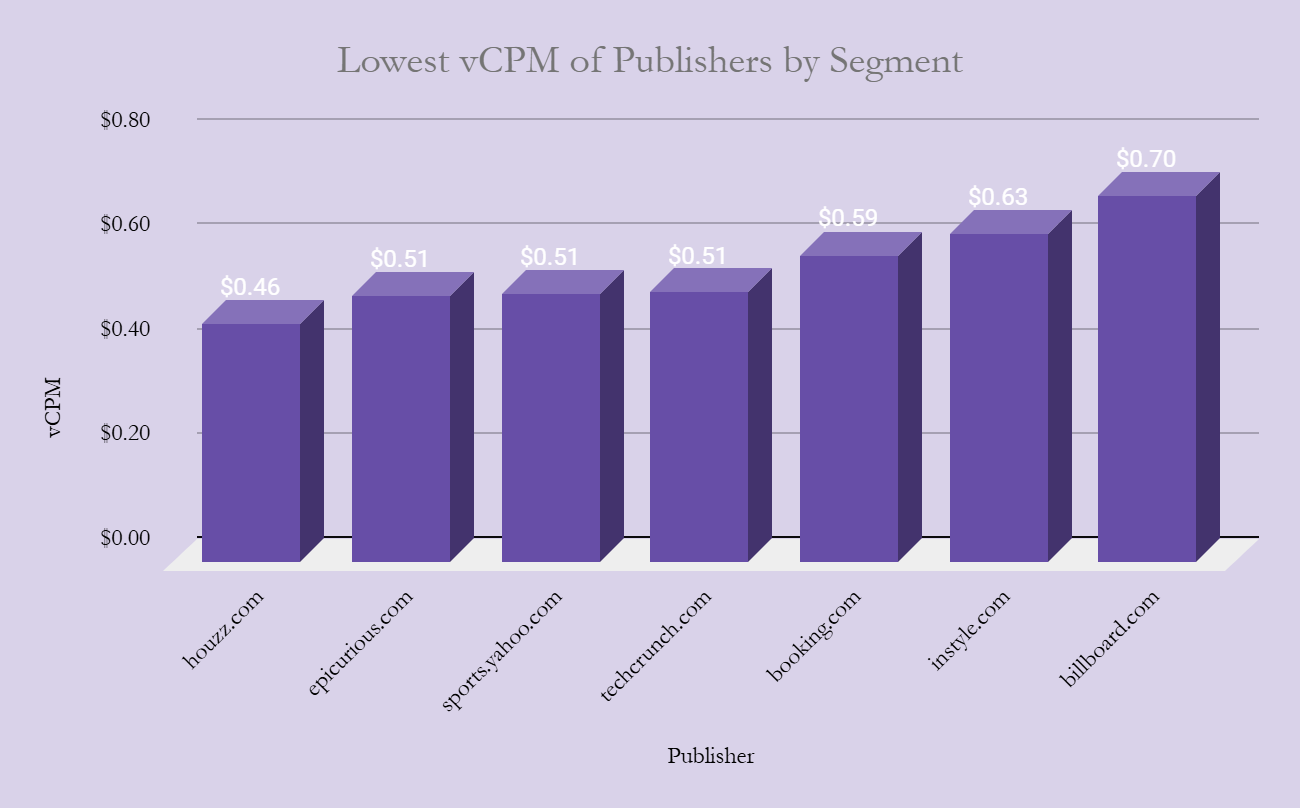 Lowest vCPM of Publishers by Segment
$0.80
$0.60
$0.40
$0.20
$0.00
vCPM
$0.46
$0.51
$0.51
$0.51
$0.59
$0.63
$0.70
houzz.com
epicurious.com
sports.yahoo.com
techcrunch.com
booking.com
instyle.com
billboard.com
Publisher